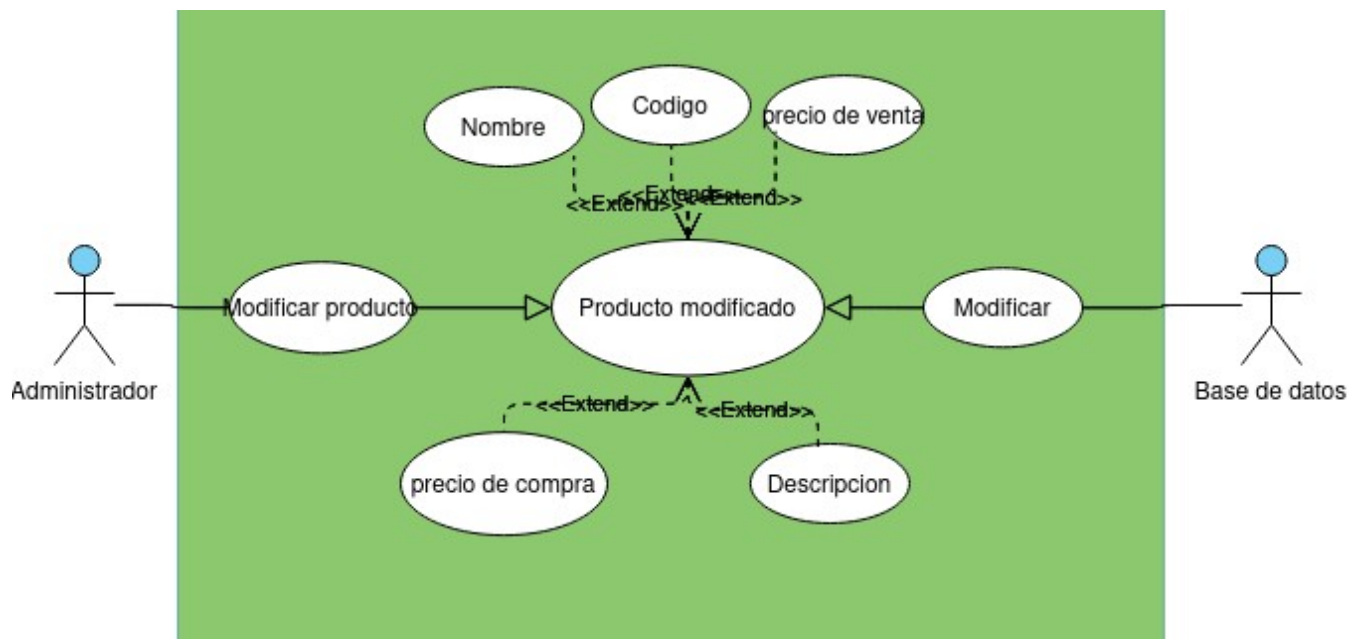 Codigo
precio de venta
Nombre
<<Extend>>
<<Extend>>
<<Extend>>
Modificar producto
Producto modificado
Modificar
Administrador
Base de datos
<<Extend>>
<<Extend>>
precio de compra
Descripcion